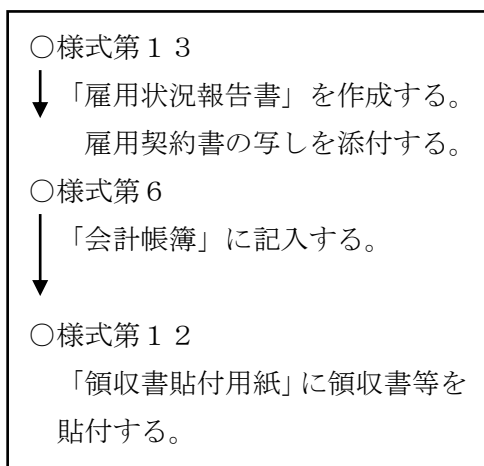 ○様式第１３
「雇用状況報告書」を作成する。
雇用契約書の写しを添付する。
○様式第６
「会計帳簿」に記入する。
○様式第１２
「領収書貼付用紙」に領収書等を
貼付する。